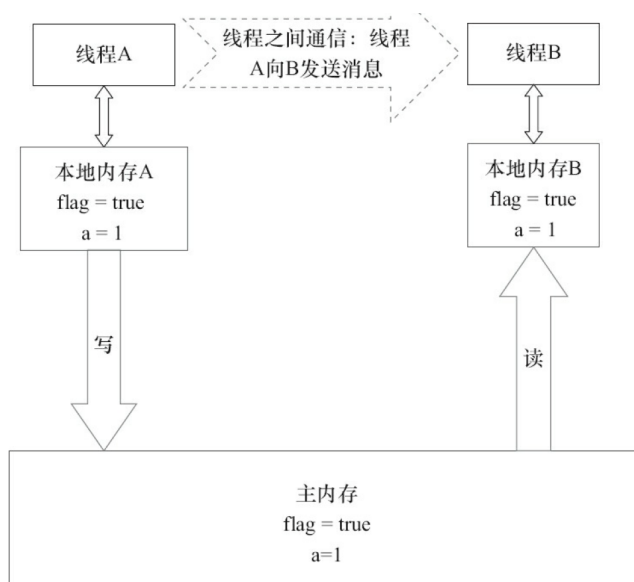 线程A
线程之间通信：线程
A向B发送消息
线程B
本地内存A
flag = true
a = 1
本地内存B
flag = true
a = 1
写
读
主内存
flag = true
a=1